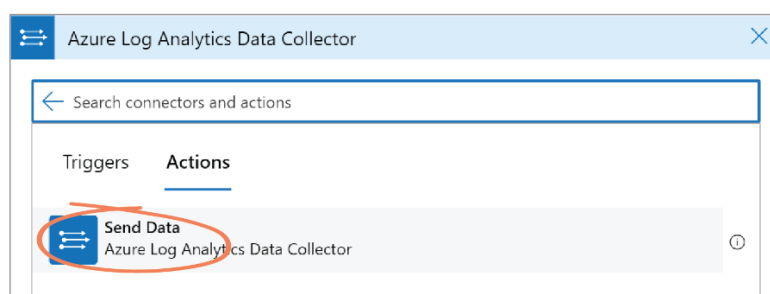 Azure Log Analytics Data Collector
Search connectors and actions
Triggers Actions
Send Data
Azure Log Analytics Data Collector